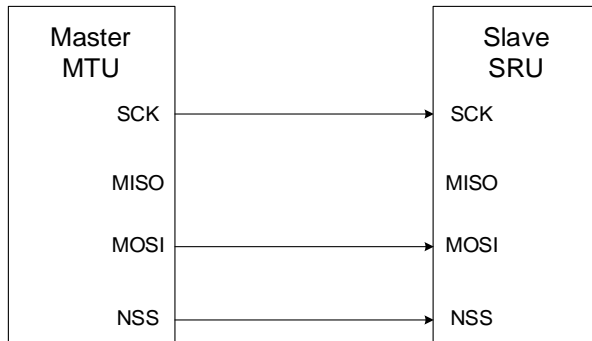 Master
MTU
Slave
SRU
SCK
SCK
MISO
MISO
MOSI
MOSI
NSS
NSS